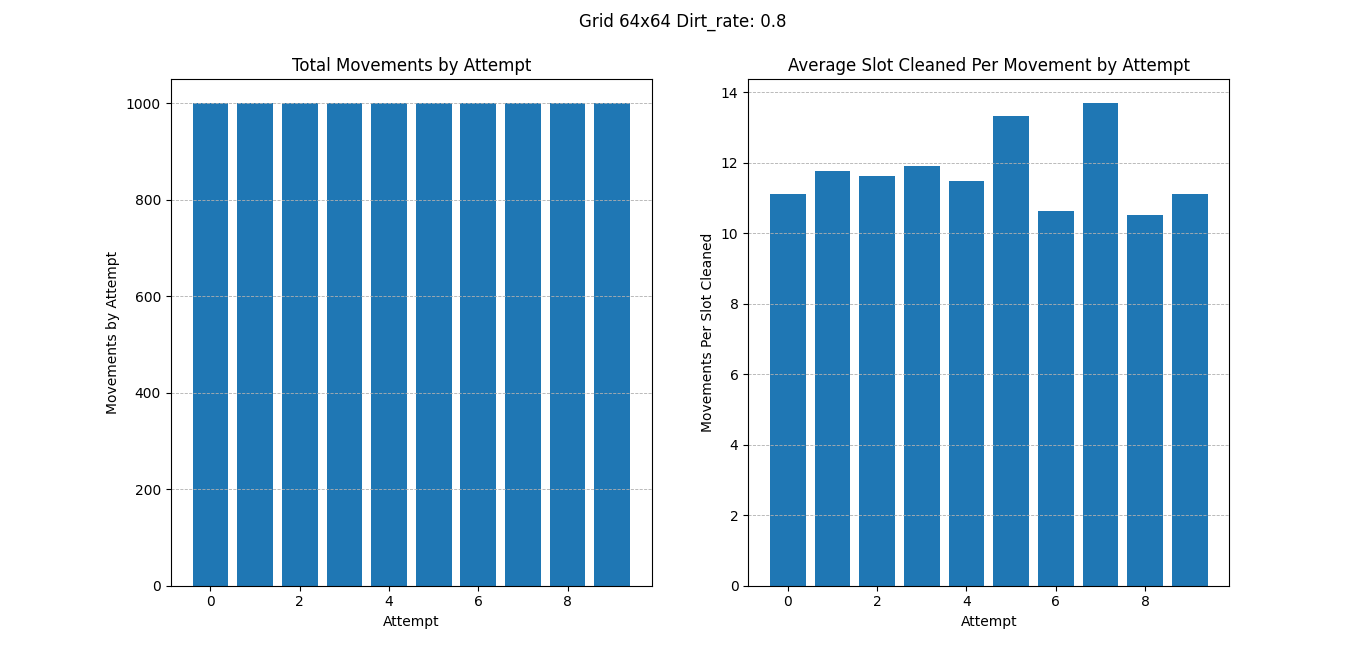 Grid 64x64 Dirt_rate: 0.8
Total Movements by Attempt
Movements by Attempt
1000
800
600
400
200
0
0 2 4 6 8
Attempt
Average Slot Cleaned Per Movement by Attempt
Movements Per Slot Cleaned
14
12
10
8
6
4
2
0
0 2 4 6 8
Attempt